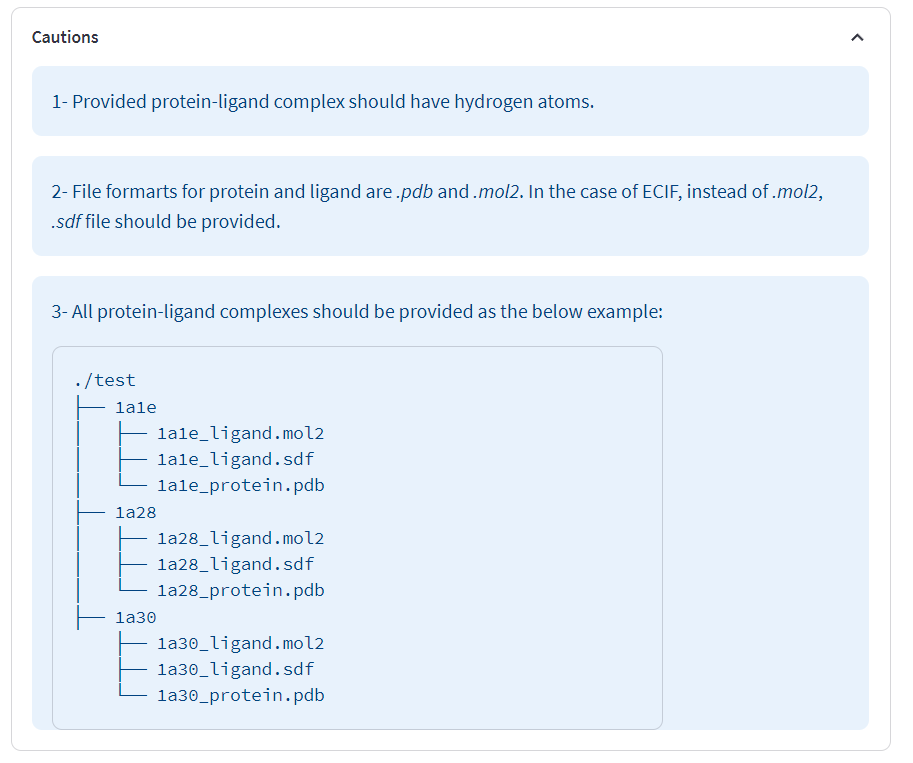 Cautions
1- Provided protein-ligand complex should have hydrogen atoms.
2- File formarts for protein and ligand are .pdb and .mol2. In the case of ECIF, instead of .mol2,
.sdf file should be provided.
3- All protein-ligand complexes should be provided as the below example:
./test
├── 1a1e
│   ├── 1a1e_ligand.mol2
│   ├── 1a1e_ligand.sdf
│   └── 1a1e_protein.pdb
├── 1a28
│   ├── 1a28_ligand.mol2
│   ├── 1a28_ligand.sdf
│   └── 1a28_protein.pdb
├── 1a30
    ├── 1a30_ligand.mol2
    ├── 1a30_ligand.sdf
    └── 1a30_protein.pdb